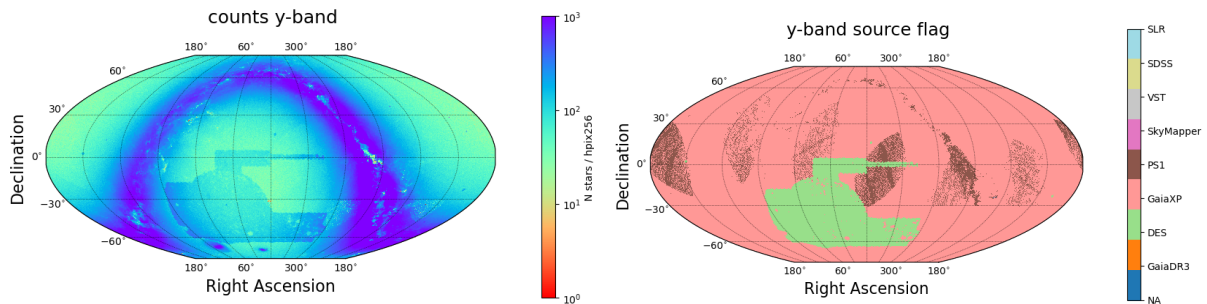 counts y-band
180° 60° 300° 180°
60°
30°
0°
−30°
−60°
180° 60° 300° 180°
Declination
Right Ascension
10³
10²
10¹
10⁰
N stars / hpix256
y-band source flag
180° 60° 300° 180°
60°
30°
0°
−30°
−60°
180° 60° 300° 180°
Declination
Right Ascension
SLR
SDSS
VST
SkyMapper
PS1
GaiaXP
DES
GaiaDR3
NA